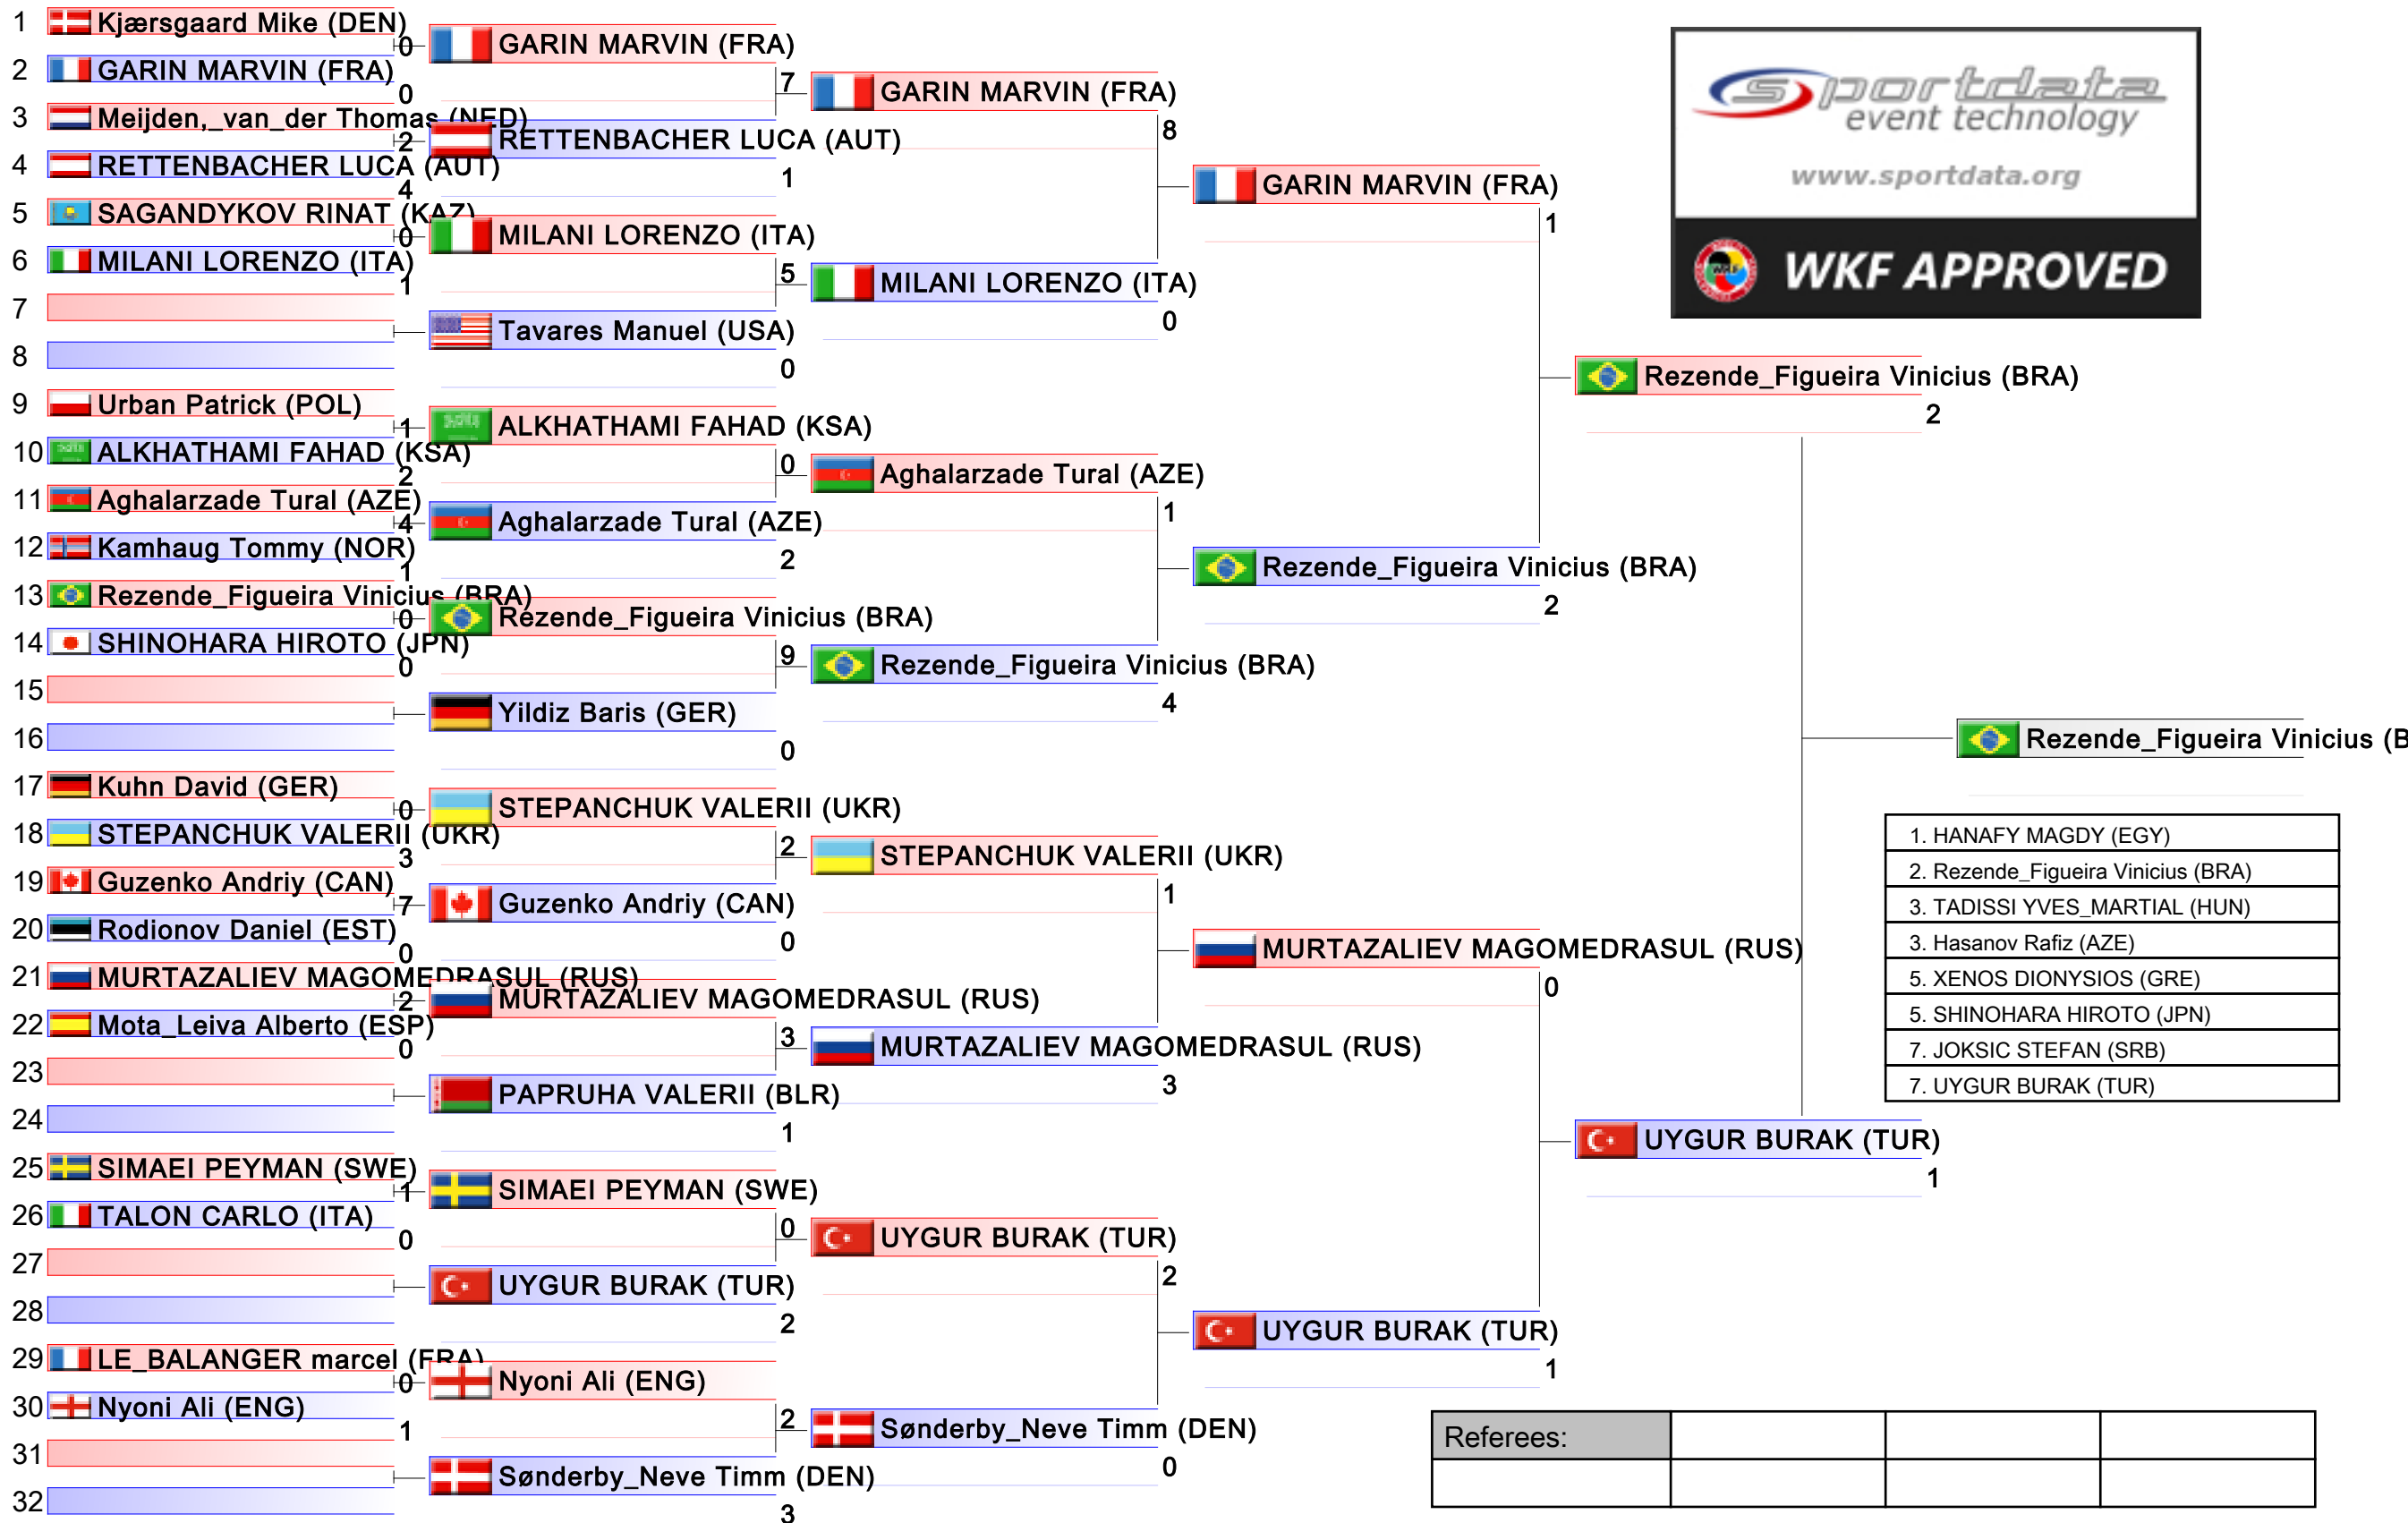 1 Kjærsgaard Mike (DEN)
0
2 GARIN MARVIN (FRA)
0
3 Meijden,_van_der Thomas (NED)
2
4 RETTENBACHER LUCA (AUT)
4
5 SAGANDYKOV RINAT (KAZ)
0
6 MILANI LORENZO (ITA)
1
7
8
9 Urban Patrick (POL)
1
10 ALKHATHAMI FAHAD (KSA)
2
11 Aghalarzade Tural (AZE)
4
12 Kamhaug Tommy (NOR)
1
13 Rezende_Figueira Vinicius (BRA)
0
14 SHINOHARA HIROTO (JPN)
0
15
16
17 Kuhn David (GER)
0
18 STEPANCHUK VALERII (UKR)
3
19 Guzenko Andriy (CAN)
7
20 Rodionov Daniel (EST)
0
21 MURTAZALIEV MAGOMEDRASUL (RUS)
2
22 Mota_Leiva Alberto (ESP)
0
23
24
25 SIMAEI PEYMAN (SWE)
1
26 TALON CARLO (ITA)
0
27
28
29 LE_BALANGER marcel (FRA)
0
30 Nyoni Ali (ENG)
1
31
32
GARIN MARVIN (FRA)
7
RETTENBACHER LUCA (AUT)
1
MILANI LORENZO (ITA)
5
Tavares Manuel (USA)
0
ALKHATHAMI FAHAD (KSA)
0
Aghalarzade Tural (AZE)
2
Rezende_Figueira Vinicius (BRA)
9
Yildiz Baris (GER)
0
STEPANCHUK VALERII (UKR)
2
Guzenko Andriy (CAN)
0
MURTAZALIEV MAGOMEDRASUL (RUS)
3
PAPRUHA VALERII (BLR)
1
SIMAEI PEYMAN (SWE)
0
UYGUR BURAK (TUR)
2
Nyoni Ali (ENG)
2
Sønderby_Neve Timm (DEN)
3
GARIN MARVIN (FRA)
8
MILANI LORENZO (ITA)
0
Aghalarzade Tural (AZE)
1
Rezende_Figueira Vinicius (BRA)
4
STEPANCHUK VALERII (UKR)
1
MURTAZALIEV MAGOMEDRASUL (RUS)
3
UYGUR BURAK (TUR)
2
Sønderby_Neve Timm (DEN)
0
GARIN MARVIN (FRA)
1
Rezende_Figueira Vinicius (BRA)
2
MURTAZALIEV MAGOMEDRASUL (RUS)
0
UYGUR BURAK (TUR)
1
Rezende_Figueira Vinicius (BRA)
2
UYGUR BURAK (TUR)
1
Rezende_Figueira Vinicius (B
sportdata
event technology
www.sportdata.org
WKF
WKF APPROVED
1. HANAFY MAGDY (EGY)
2. Rezende_Figueira Vinicius (BRA)
3. TADISSI YVES_MARTIAL (HUN)
3. Hasanov Rafiz (AZE)
5. XENOS DIONYSIOS (GRE)
5. SHINOHARA HIROTO (JPN)
7. JOKSIC STEFAN (SRB)
7. UYGUR BURAK (TUR)
Referees: